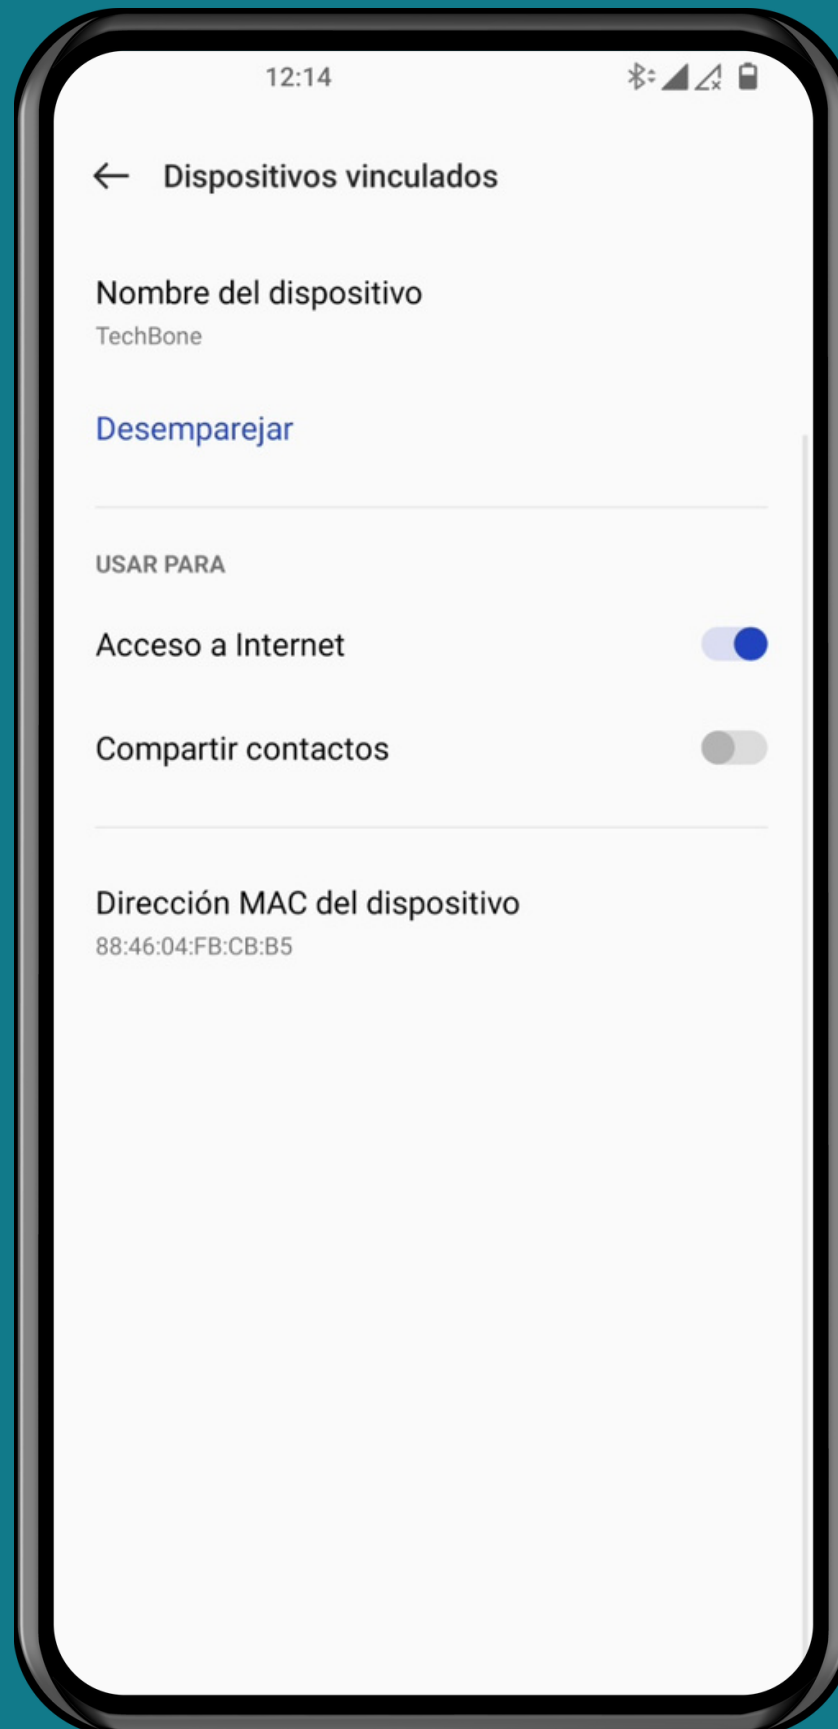 12:14
Dispositivos vinculados
Nombre del dispositivo
TechBone
Desemparejar
USAR PARA
Acceso a Internet
Compartir contactos
Dirección MAC del dispositivo
88:46:04:FB:CB:B5